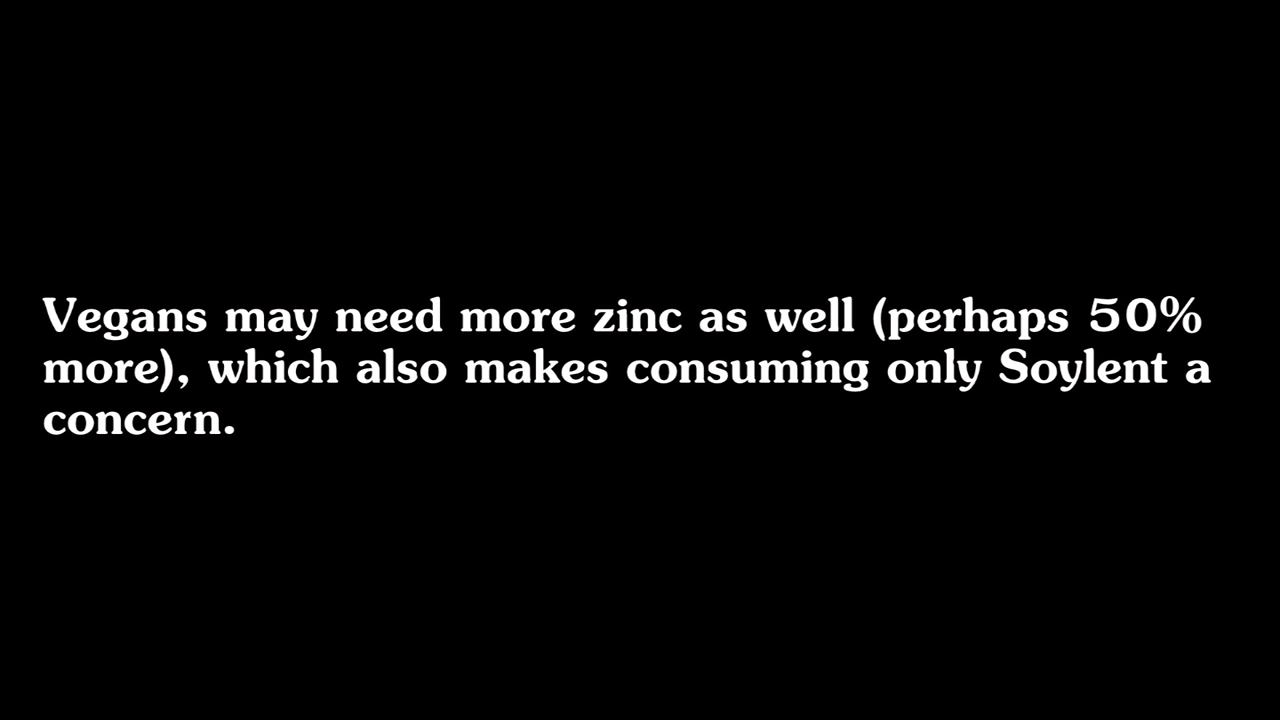 Vegans may need more zinc as well (perhaps 50%
more), which also makes consuming only Soylent a
concern.